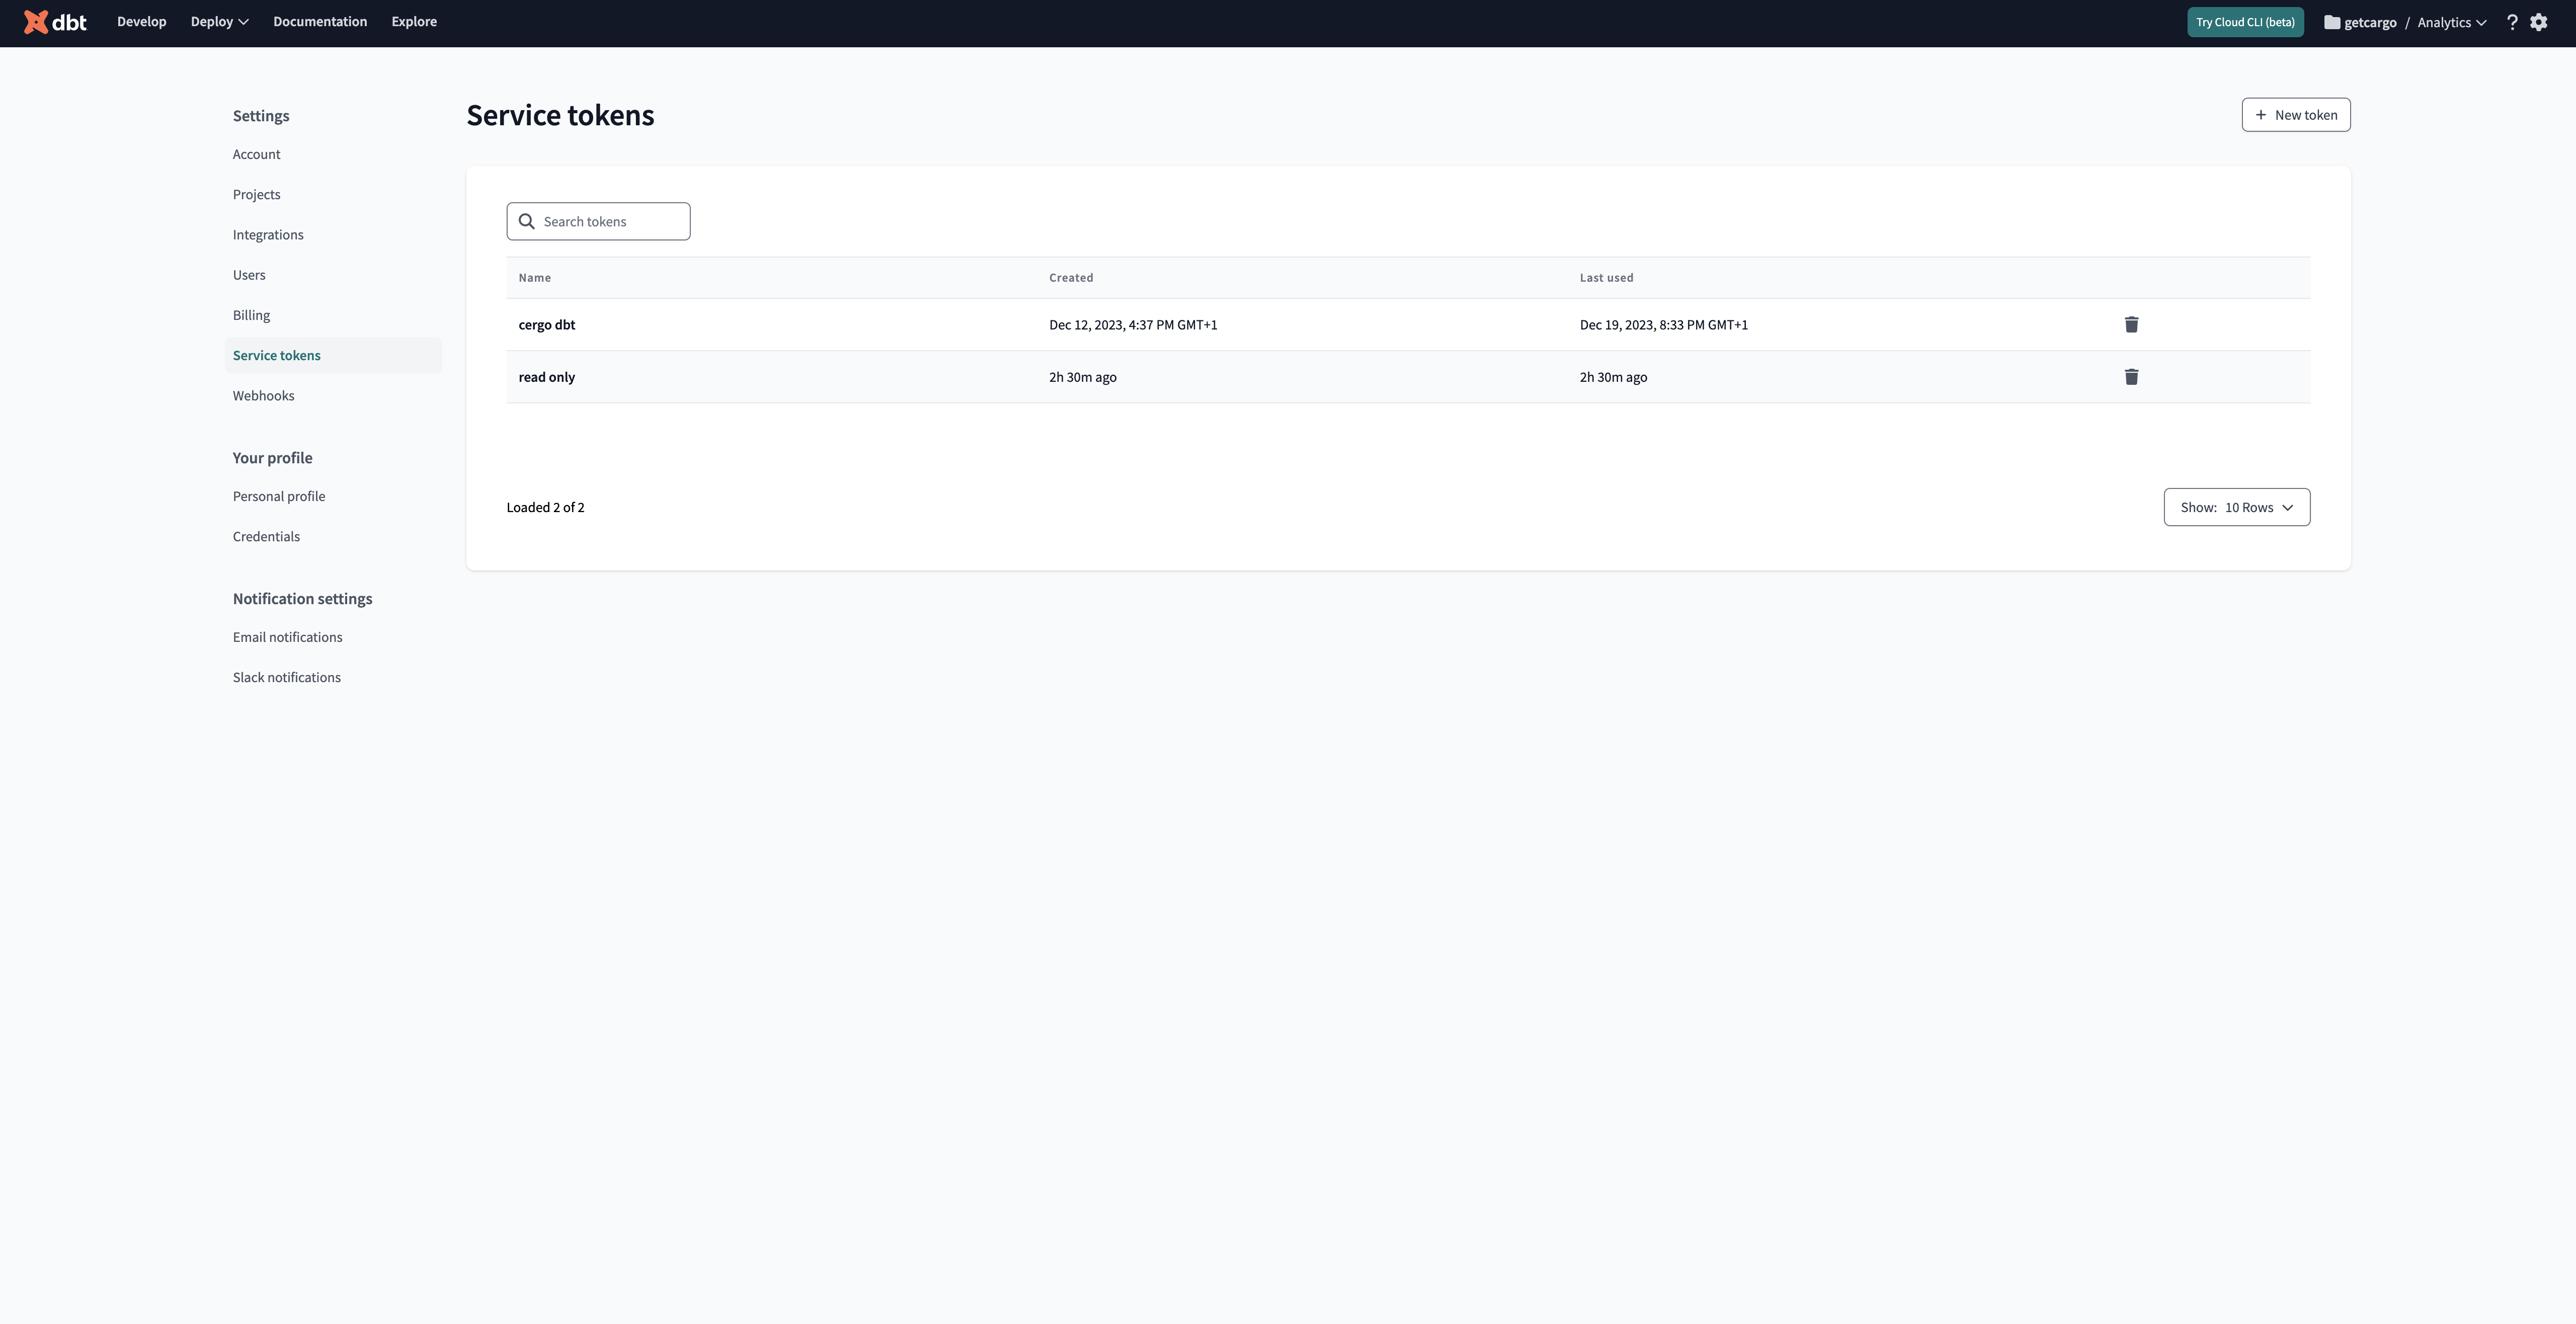 dbt Develop Deploy Documentation Explore Try Cloud CLI (beta) getcargo / Analytics ?
Settings
Account
Projects
Integrations
Users
Billing
Service tokens
Webhooks
Your profile
Personal profile
Credentials
Notification settings
Email notifications
Slack notifications
Service tokens + New token
Search tokens
Name Created Last used
cergo dbt Dec 12, 2023, 4:37 PM GMT+1 Dec 19, 2023, 8:33 PM GMT+1
read only 2h 30m ago 2h 30m ago
Loaded 2 of 2 Show: 10 Rows